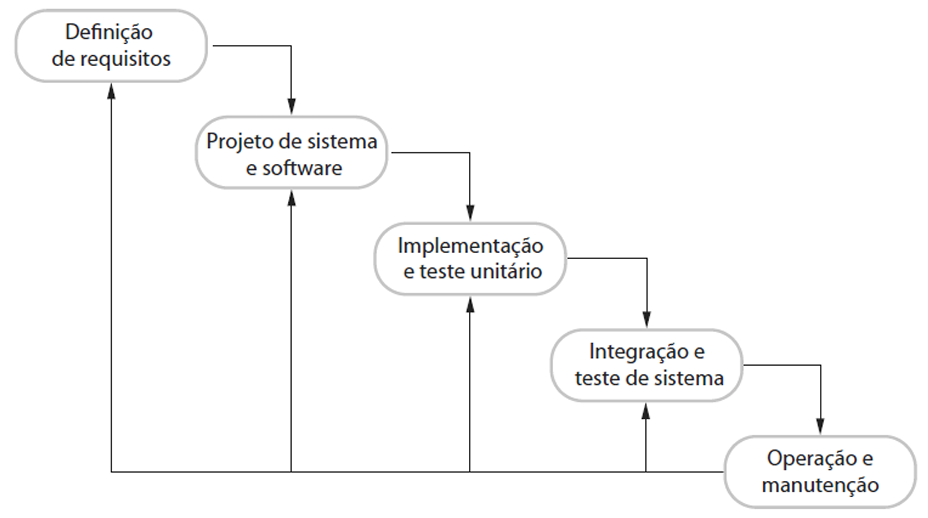 Definição
de requisitos
Projeto de sistema
e software
Implementação
e teste unitário
Integração e
teste de sistema
Operação e
manutenção